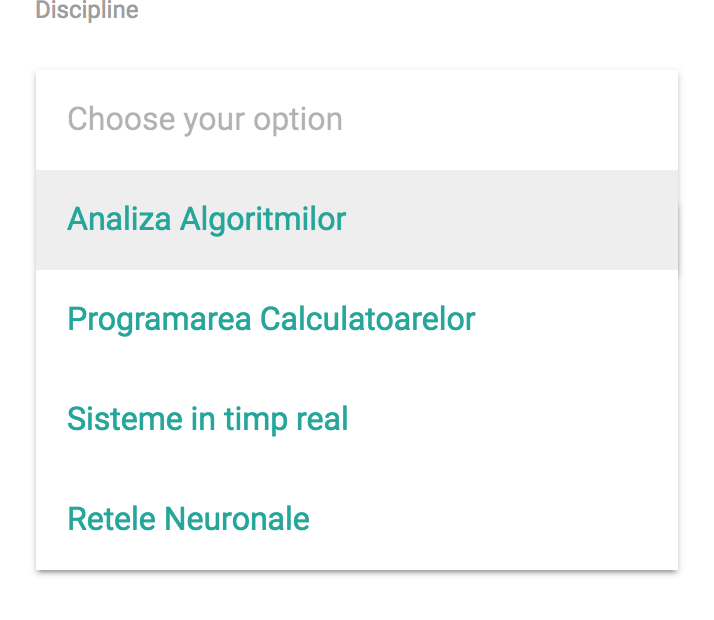 Discipline
Choose your option
Analiza Algoritmilor
Programarea Calculatoarelor
Sisteme in timp real
Retele Neuronale